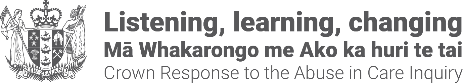 Listening, learning, changing
Mā Whakarongo me Ako ka huri te tai
Crown Response to the Abuse in Care Inquiry